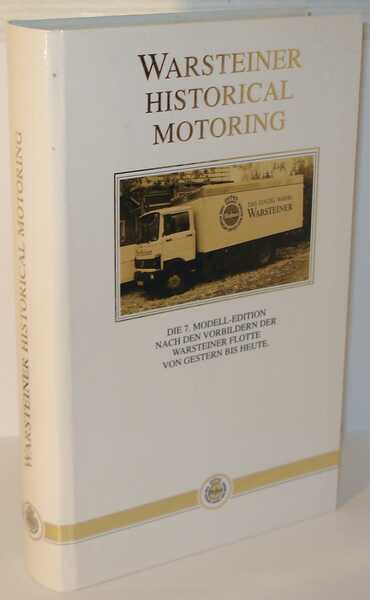 WARSTEINER
HISTORICAL
MOTORING
DAS EINZIG WAHRE
WARSTEINER
DIE 7. MODELL-EDITION
NACH DEN VORBILDERN DER
WARSTEINER FLOTTE
VON GESTERN BIS HEUTE.
WARSTEINER HISTORICAL MOTORING